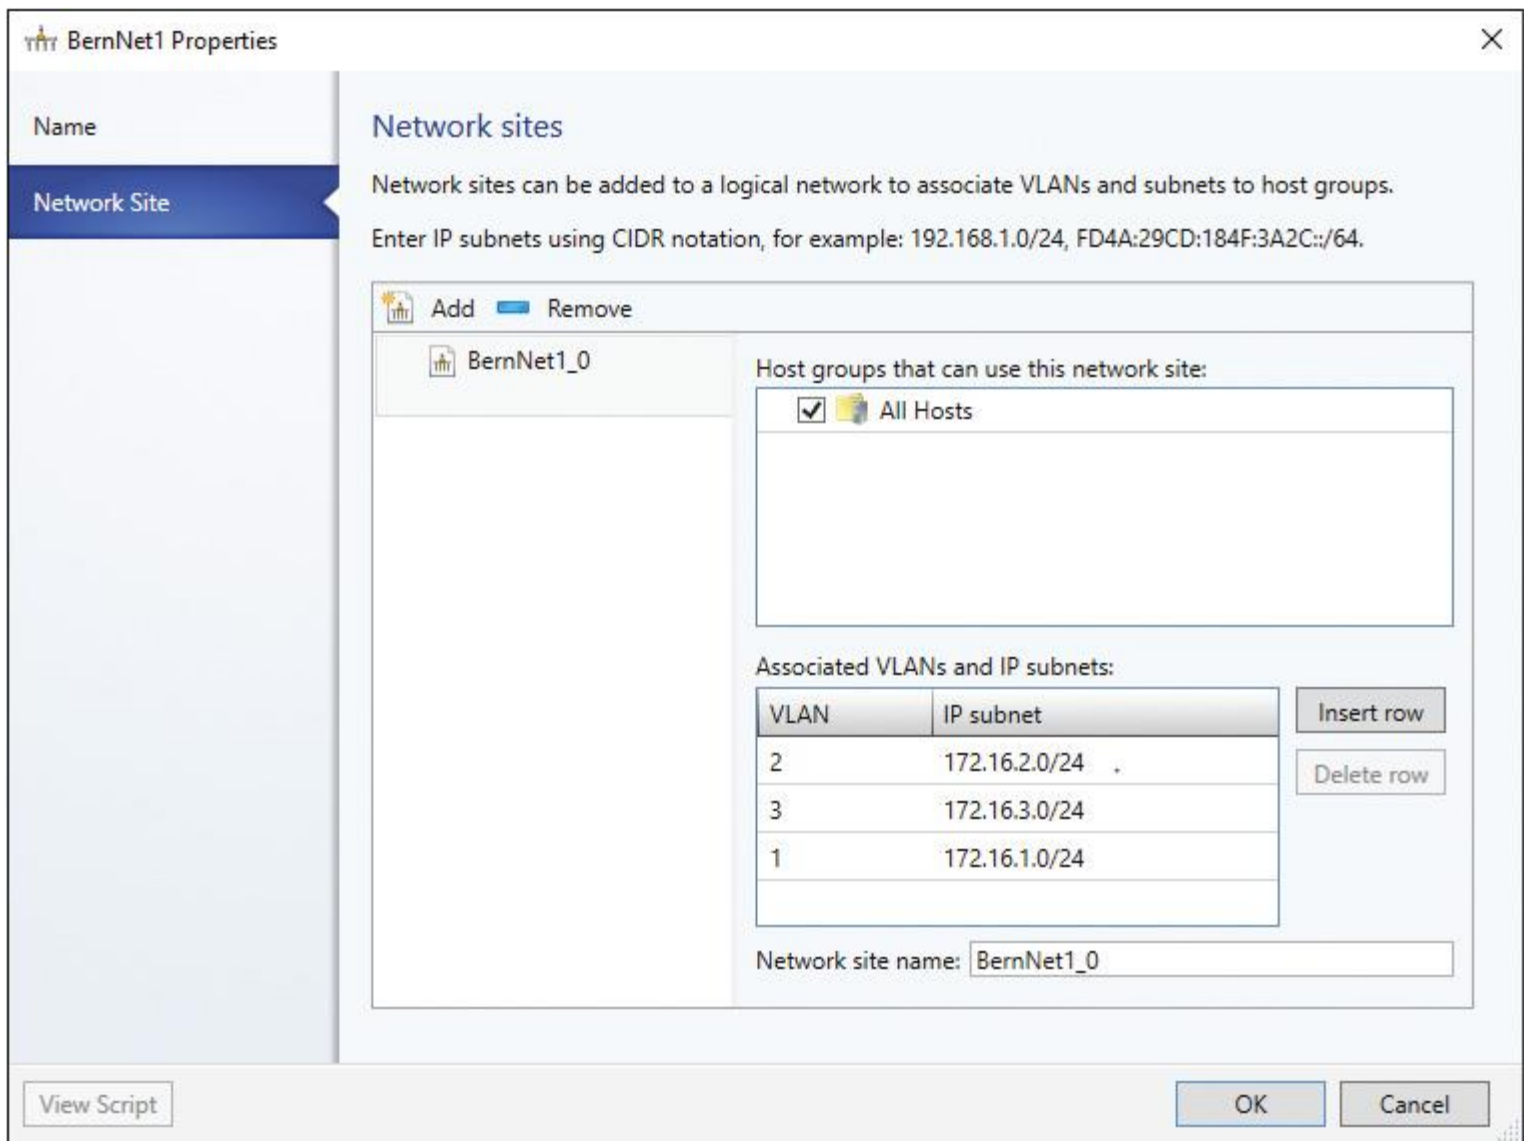 BernNet1 Properties
Name
Network Site
Network sites
Network sites can be added to a logical network to associate VLANs and subnets to host groups.
Enter IP subnets using CIDR notation, for example: 192.168.1.0/24, FD4A:29CD:184F:3A2C::/64.
Add Remove
BernNet1_0
Host groups that can use this network site:
All Hosts
Associated VLANs and IP subnets:
VLAN IP subnet
2 172.16.2.0/24
3 172.16.3.0/24
1 172.16.1.0/24
Insert row
Delete row
Network site name: BernNet1_0
View Script
OK Cancel